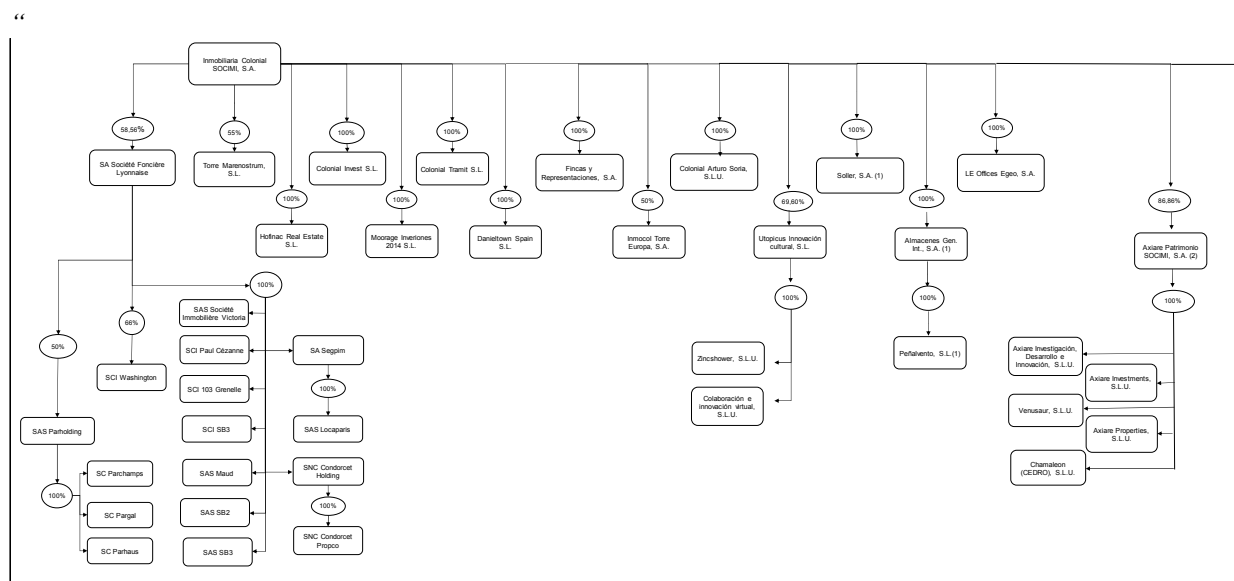 “
Inmobiliaria Colonial
SOCIMI, S.A.
58,56%
55%
100%
100%
100%
100%
100%
100%
SA Société Foncière
Lyonnaise
Torre Marenostrum,
S.L.
Colonial Invest S.L.
Colonial Tramit S.L.
Fincas y
Representaciones, S.A.
Colonial Arturo Soria,
S.L.U.
Soller, S.A. (1)
LE Offices Egeo, S.A.
100%
100%
100%
50%
69,60%
100%
86,86%
Hofinac Real Estate
S.L.
Moorage Inveriones
2014 S.L.
Danieltown Spain
S.L.
Inmocol Torre
Europa, S.A.
Utopicus Innovación
cultural, S.L.
Almacenes Gen.
Int., S.A. (1)
Axiare Patrimonio
SOCIMI, S.A. (2)
100%
100%
100%
100%
SAS Société
Immobilière Victoria
66%
50%
SCI Paul Cézanne
SA Segpim
SCI Washington
Zincshower, S.L.U.
Peñalvento, S.L.(1)
Axiare Investigación,
Desarrollo e
Innovación, S.L.U.
Axiare Investments,
S.L.U.
SCI 103 Grenelle
100%
Colaboración e
innovación virtual,
S.L.U.
Venusaur, S.L.U.
SAS Parholding
SCI SB3
SAS Locaparis
Axiare Properties,
S.L.U.
SC Parchamps
SAS Maud
SNC Condorcet
Holding
Chamaleon
(CEDRO), S.L.U.
100%
SC Pargal
SAS SB2
100%
SC Parhaus
SAS SB3
SNC Condorcet
Propco